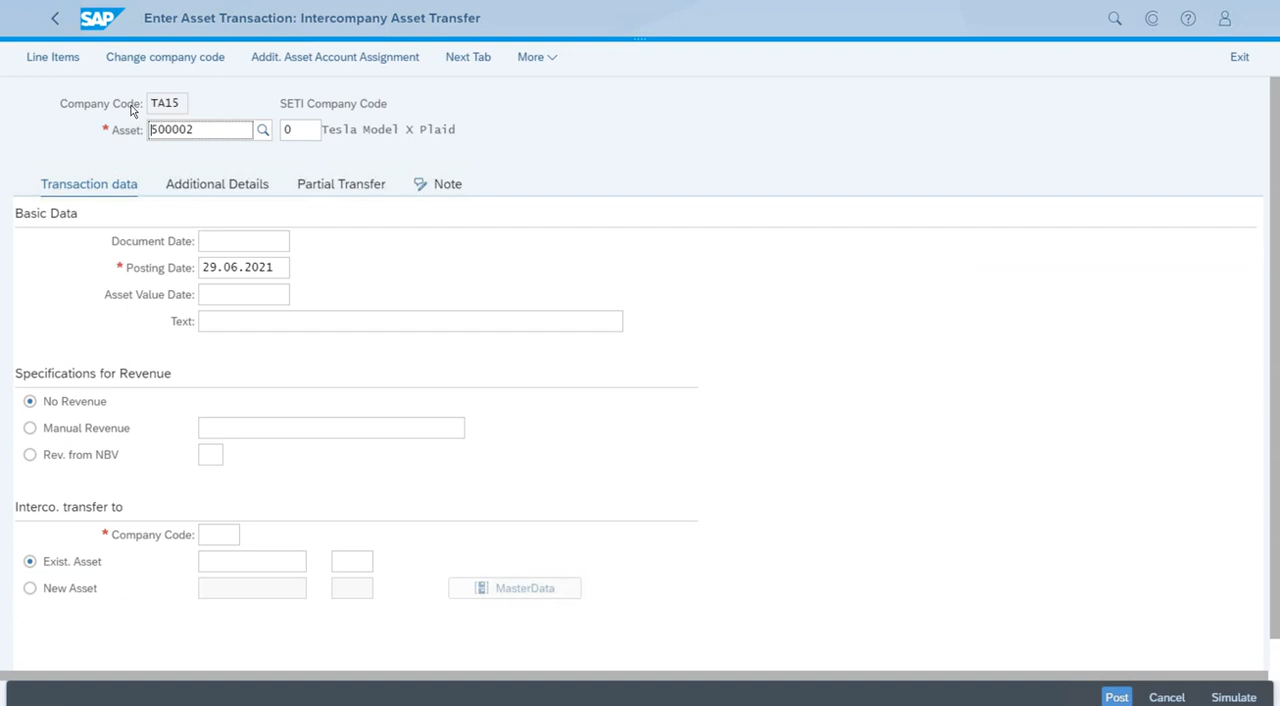 SAP Enter Asset Transaction: Intercompany Asset Transfer
Line Items Change company code Addit. Asset Account Assignment Next Tab More Exit
Company Code: TA15 SETI Company Code
* Asset: 500002 0 Tesla Model X Plaid
Transaction data Additional Details Partial Transfer Note
Basic Data
Document Date:
* Posting Date: 29.06.2021
Asset Value Date:
Text:
Specifications for Revenue
No Revenue
Manual Revenue
Rev. from NBV
Interco. transfer to
* Company Code:
Exist. Asset
New Asset MasterData
Post Cancel Simulate